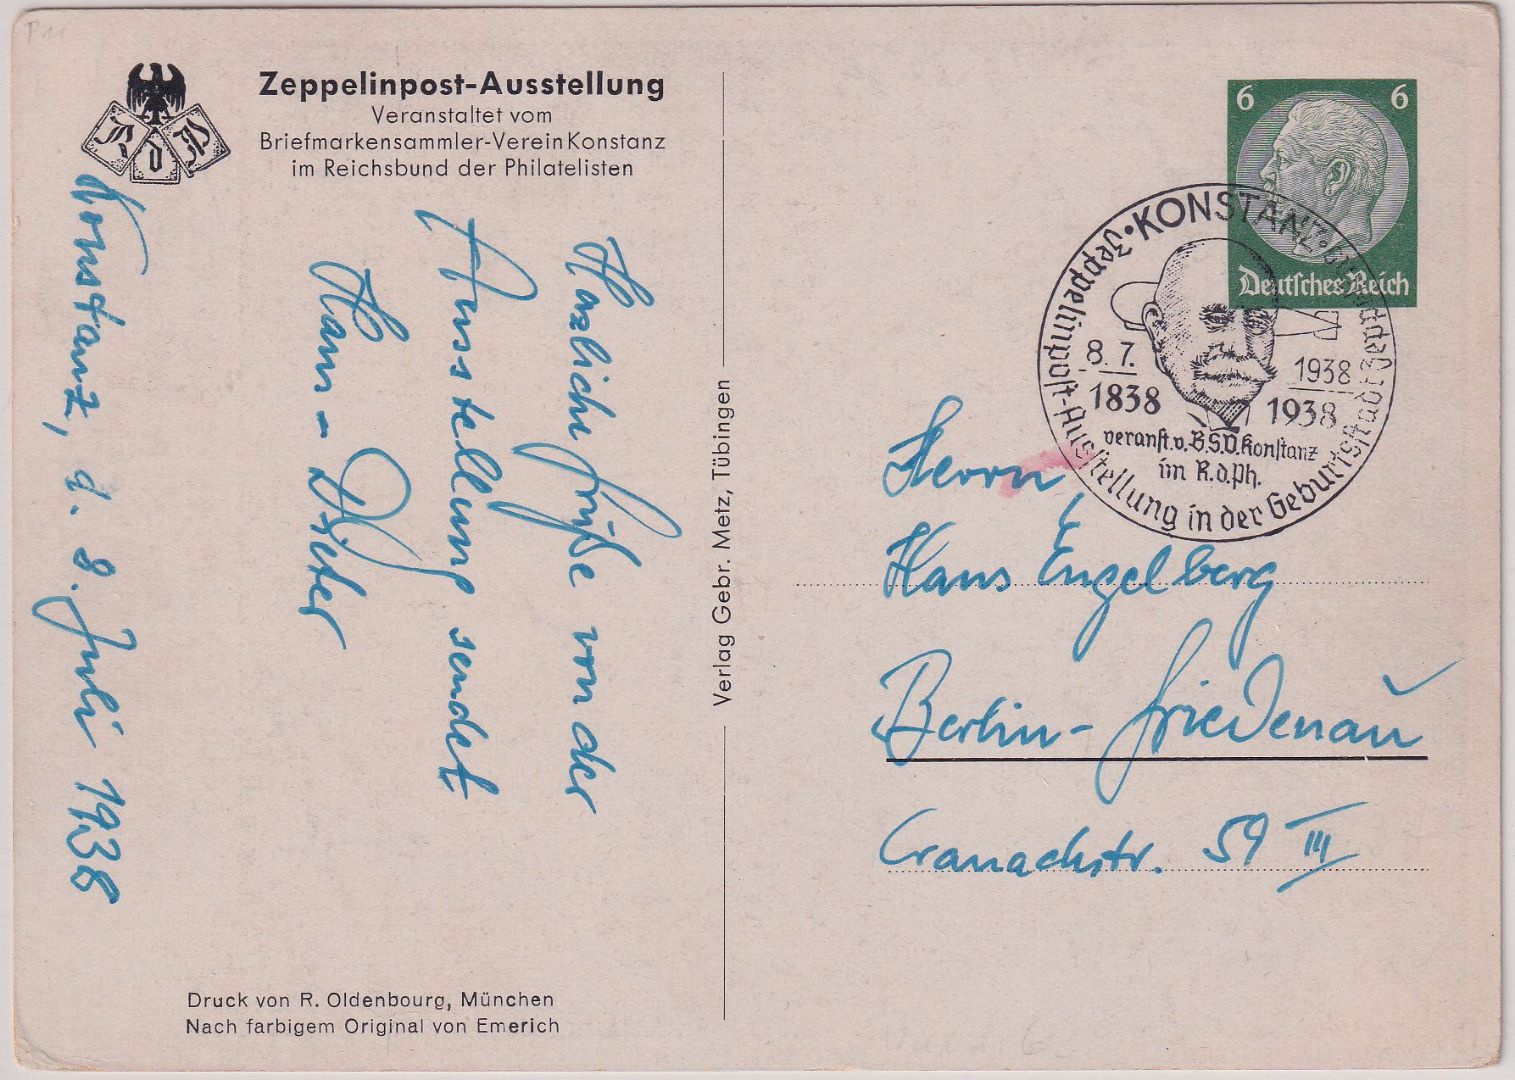 Zeppelinpost-Ausstellung
Veranstaltet vom
Briefmarkensammler-Verein Konstanz
im Reichsbund der Philatelisten
R d P
Konstanz, d. 8. Juli 1938
Herzliche Grüße von der
Ausstellung sendet
Hans-Dieter
Druck von R. Oldenbourg, München
Nach farbigem Original von Emerich
Verlag Gebr. Metz, Tübingen
6 6
Deutsches Reich
KONSTANZ
Zeppelinpost-Ausstellung in der Geburtsstadt Zeppelins
8.7. 1938
1838 1938
veranst. v. B.S.V. Konstanz
im R.d.Ph.
Herrn,
Hans Engelberg
Berlin-Friedenau
Cranachstr. 59 III